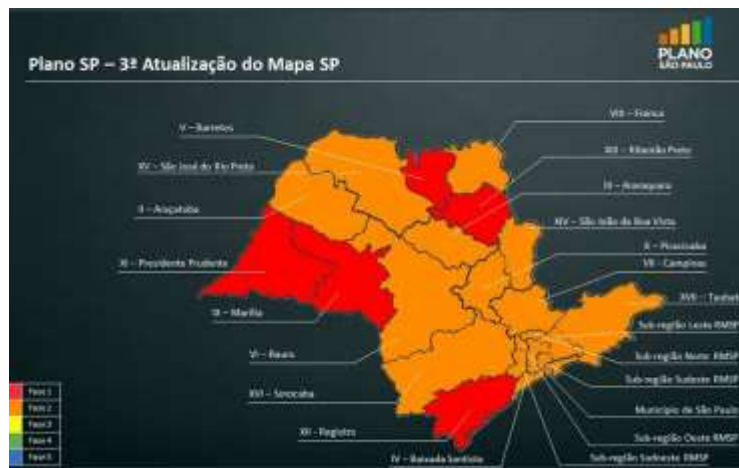 PLANO
SÃO PAULO
Plano SP – 3ª Atualização do Mapa SP
VIII – Franca
V – Barretos
XIII – Ribeirão Preto
XV – São José do Rio Preto
III – Araraquara
II – Araçatuba
XIV – São João da Boa Vista
X – Piracicaba
XI – Presidente Prudente
VII - Campinas
XVII – Taubaté
IX – Marília
Sub-região Leste RMSP
VI – Bauru
Sub-região Norte RMSP
Sub-região Sudeste RMSP
XVI – Sorocaba
Município de São Paulo
XII - Registro
Sub-região Oeste RMSP
IV – Baixada Santista
Sub-região Sudoeste RMSP
Fase 1
Fase 2
Fase 3
Fase 4
Fase 5